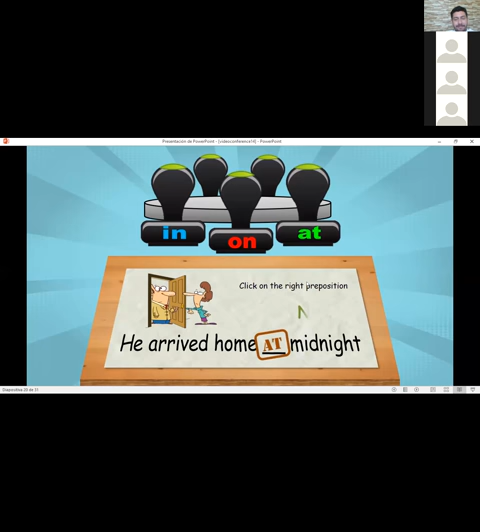 Presentación de PowerPoint - [videoconference14] - PowerPoint
in on at
Click on the right preposition
He arrived home AT midnight
Diapositiva 20 de 21